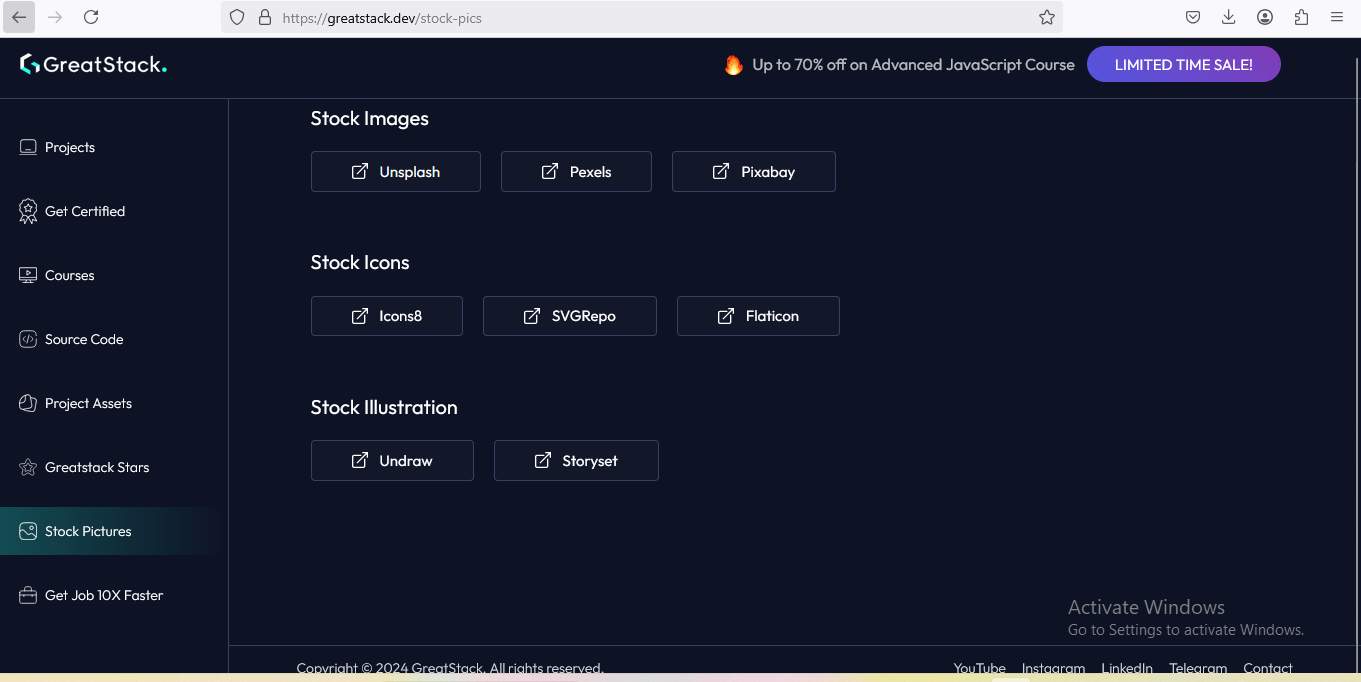 https://greatstack.dev/stock-pics
GreatStack.
Up to 70% off on Advanced JavaScript Course
LIMITED TIME SALE!
Projects
Get Certified
Courses
Source Code
Project Assets
Greatstack Stars
Stock Pictures
Get Job 10X Faster
Stock Images
Unsplash Pexels Pixabay
Stock Icons
Icons8 SVGRepo Flaticon
Stock Illustration
Undraw Storyset
Activate Windows
Go to Settings to activate Windows.
Copyright © 2024 GreatStack. All rights reserved.
YouTube Instagram LinkedIn Telegram Contact